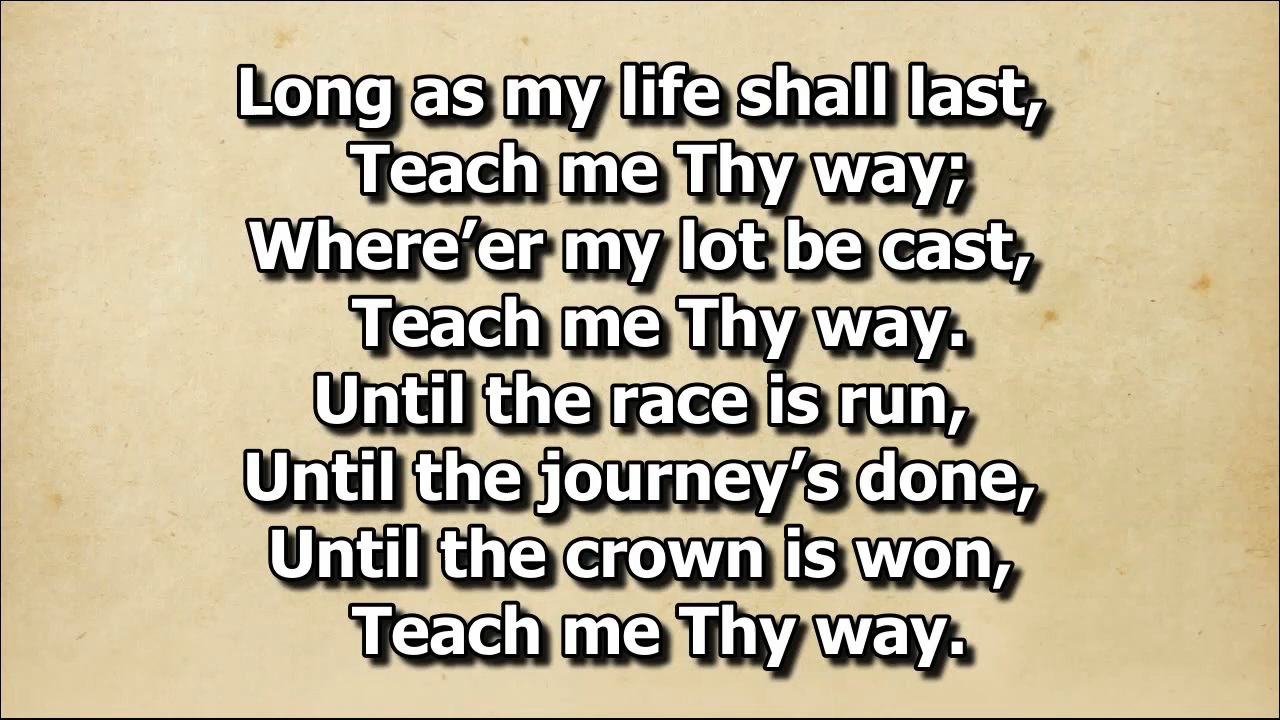 Long as my life shall last,
Teach me Thy way;
Where’er my lot be cast,
Teach me Thy way.
Until the race is run,
Until the journey’s done,
Until the crown is won,
Teach me Thy way.